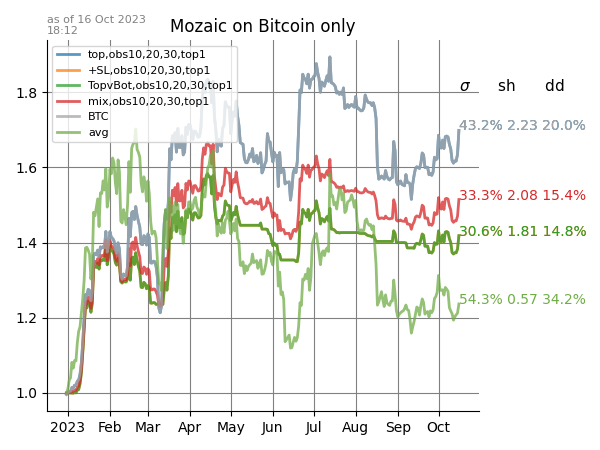 as of 16 Oct 2023
18:12
Mozaic on Bitcoin only
top,obs10,20,30,top1
+SL,obs10,20,30,top1
TopvBot,obs10,20,30,top1
mix,obs10,20,30,top1
BTC
avg
σ sh dd
43.2% 2.23 20.0%
33.3% 2.08 15.4%
30.6% 1.81 14.8%
54.3% 0.57 34.2%
1.8
1.6
1.4
1.2
1.0
2023 Feb Mar Apr May Jun Jul Aug Sep Oct